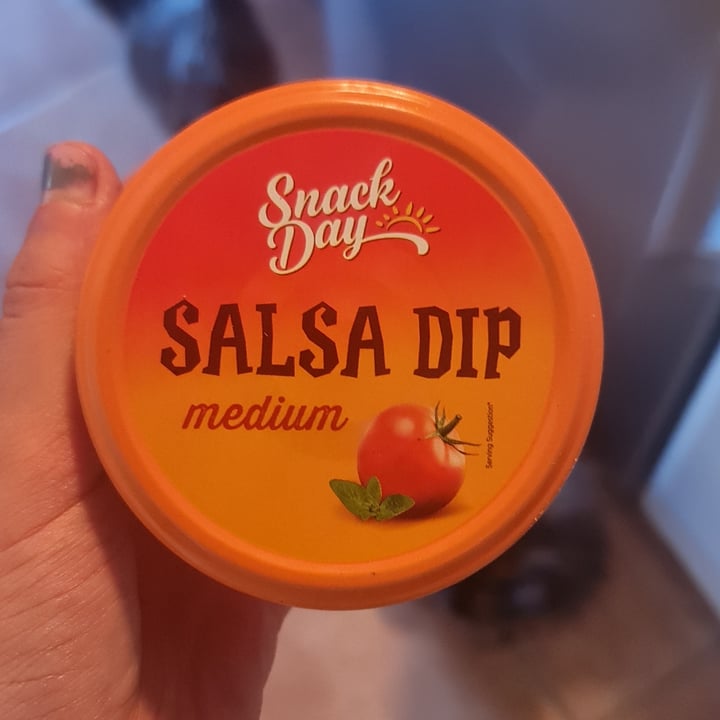 Snack
Day
SALSA DIP
medium
Serving Suggestion*